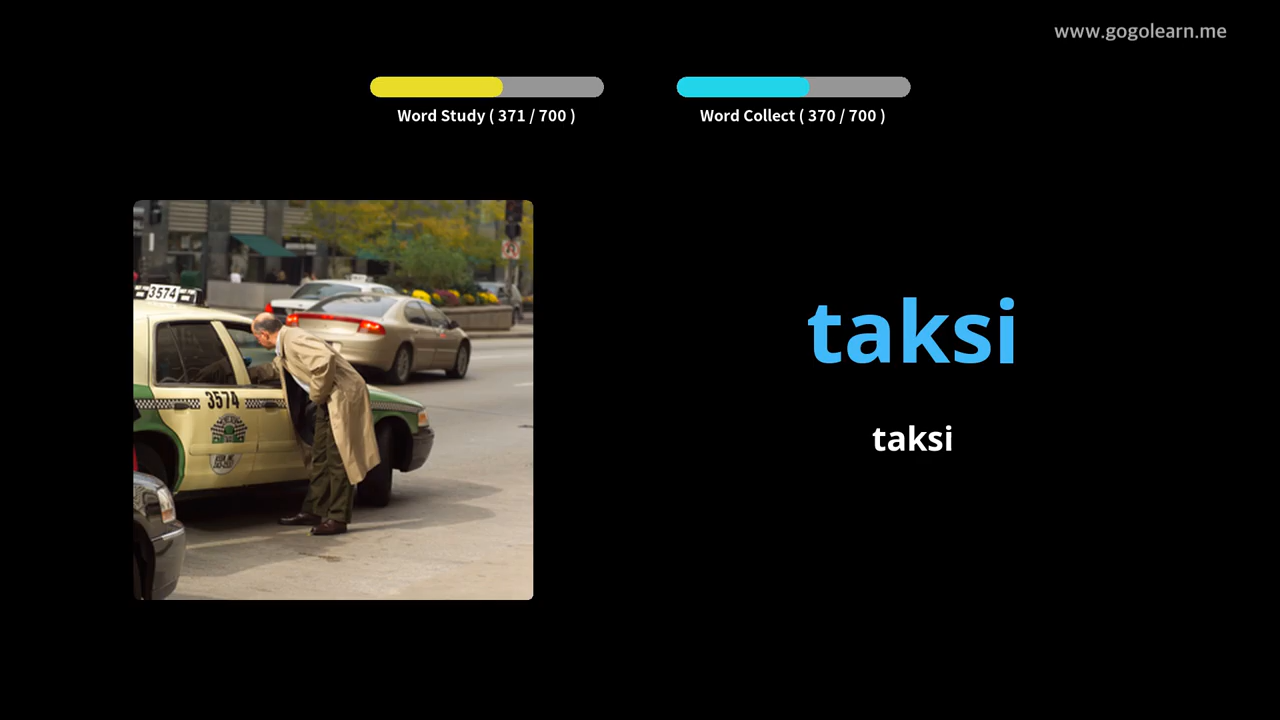 www.gogolearn.me
Word Study ( 371 / 700 )
Word Collect ( 370 / 700 )
3574
3574
taksi
taksi